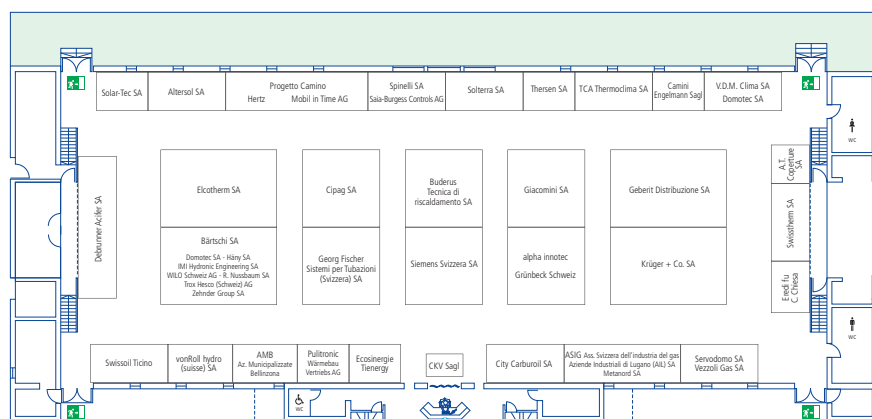 Solar-Tec SA
Altersol SA
Progetto Camino
Hertz Mobil in Time AG
Spinelli SA
Saia-Burgess Controls AG
Solterra SA
Thersen SA
TCA Thermoclima SA
Camini
Engelmann Sagl
V.D.M. Clima SA
Domotec SA
WC
Debrunner Acifer SA
Elcotherm SA
Cipag SA
Buderus
Tecnica di
riscaldamento SA
Giacomini SA
Geberit Distribuzione SA
A.T.
Coperture
SA
Swisstherm SA
Eredi fu
C. Chiesa
Bärtschi SA
Domotec SA - Häny SA
IMI Hydronic Engineering SA
WILO Schweiz AG - R. Nussbaum SA
Trox Hesco (Schweiz) AG
Zehnder Group SA
Georg Fischer
Sistemi per Tubazioni
(Svizzera) SA
Siemens Svizzera SA
alpha innotec
Grünbeck Schweiz
Krüger + Co. SA
WC
Swissoil Ticino
vonRoll hydro
(suisse) SA
AMB
Az. Municipalizzate
Bellinzona
Pulitronic
Wärmebau
Vertriebs AG
Ecosinergie
Tienergy
CKV Sagl
City Carburoil SA
ASIG Ass. Svizzera dell'industria del gas
Aziende Industriali di Lugano (AIL) SA
Metanord SA
Servodomo SA
Vezzoli Gas SA
WC